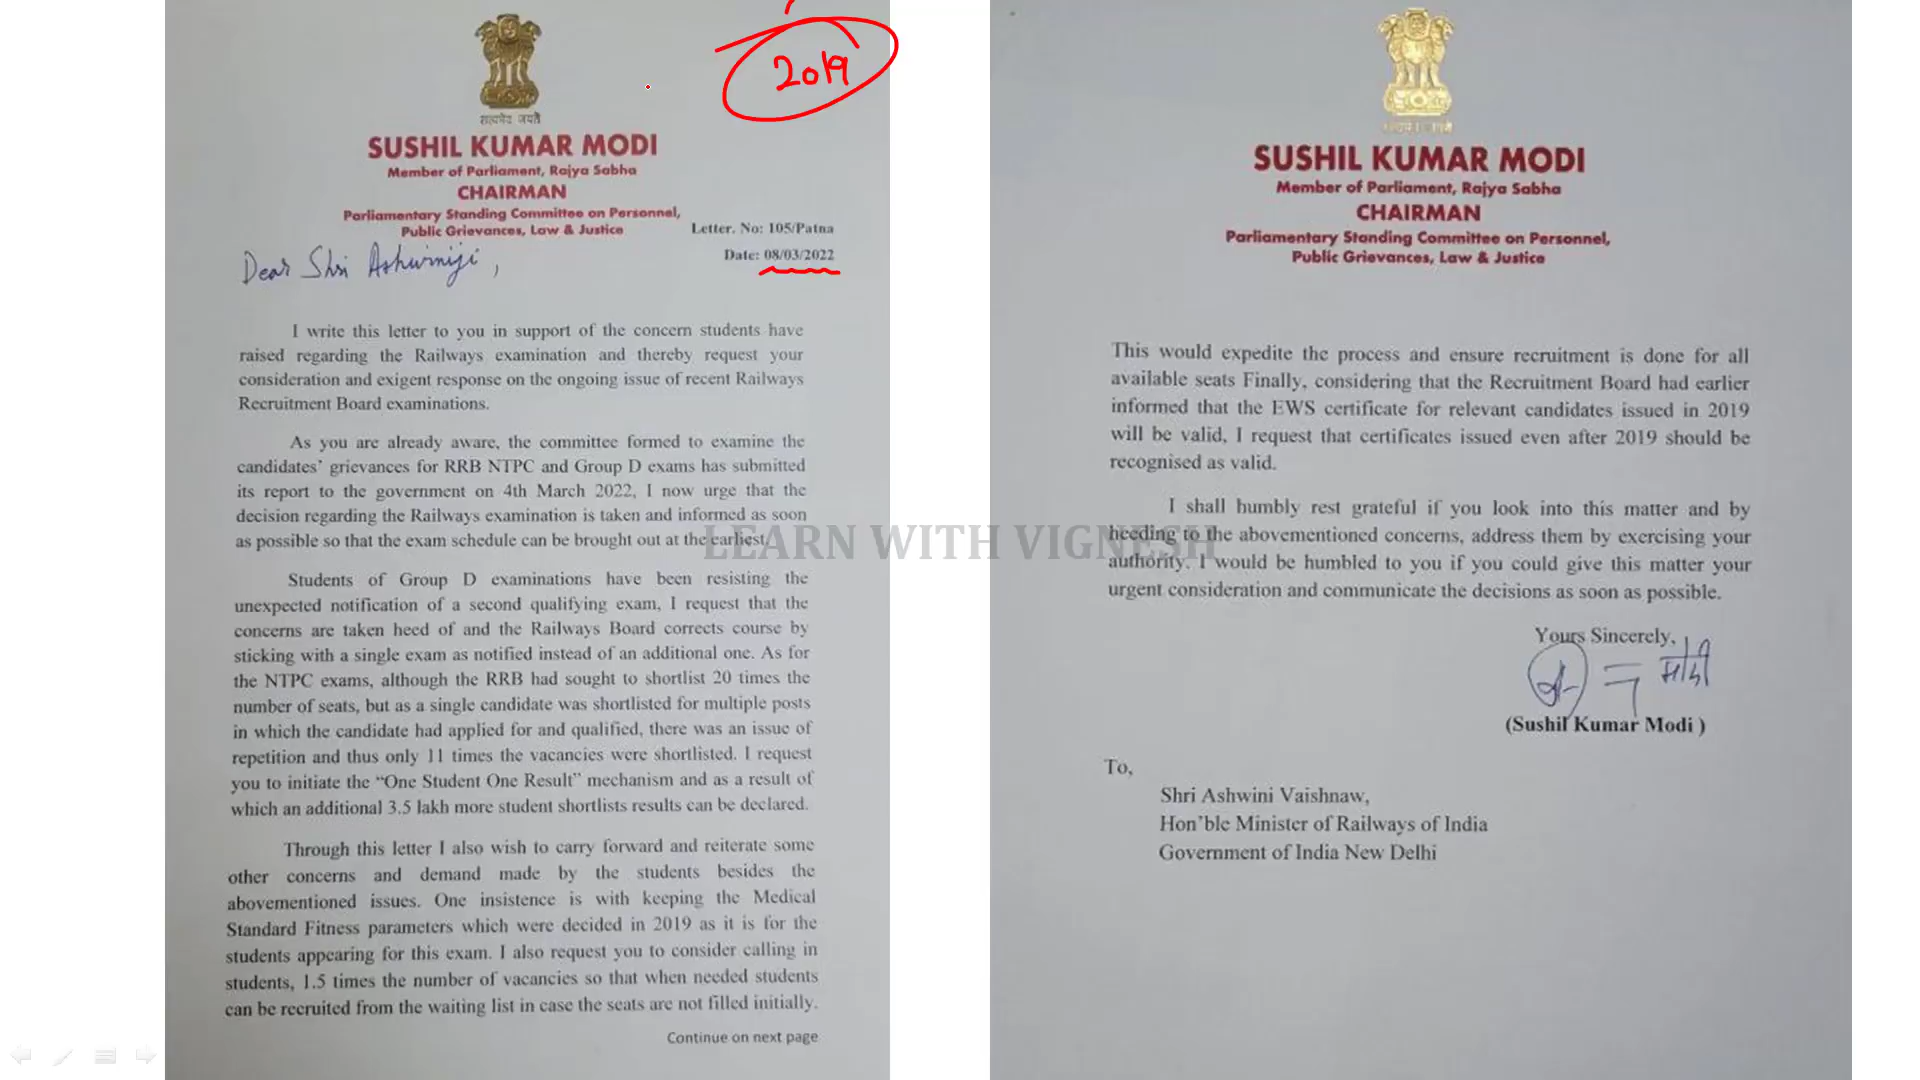 2019
सत्यमेव जयते
SUSHIL KUMAR MODI
Member of Parliament, Rajya Sabha
CHAIRMAN
Parliamentary Standing Committee on Personnel,
Public Grievances, Law & Justice
Letter. No: 105/Patna
Date: 08/03/2022
Dear Shri Ashwiniji,
I write this letter to you in support of the concern students have
raised regarding the Railways examination and thereby request your
consideration and exigent response on the ongoing issue of recent Railways
Recruitment Board examinations.
As you are already aware, the committee formed to examine the
candidates' grievances for RRB NTPC and Group D exams has submitted
its report to the government on 4th March 2022, I now urge that the
decision regarding the Railways examination is taken and informed as soon
as possible so that the exam schedule can be brought out at the earliest.
Students of Group D examinations have been resisting the
unexpected notification of a second qualifying exam, I request that the
concerns are taken heed of and the Railways Board corrects course by
sticking with a single exam as notified instead of an additional one. As for
the NTPC exams, although the RRB had sought to shortlist 20 times the
number of seats, but as a single candidate was shortlisted for multiple posts
in which the candidate had applied for and qualified, there was an issue of
repetition and thus only 11 times the vacancies were shortlisted. I request
you to initiate the “One Student One Result” mechanism and as a result of
which an additional 3.5 lakh more student shortlists results can be declared.
Through this letter I also wish to carry forward and reiterate some
other concerns and demand made by the students besides the
abovementioned issues. One insistence is with keeping the Medical
Standard Fitness parameters which were decided in 2019 as it is for the
students appearing for this exam. I also request you to consider calling in
students, 1.5 times the number of vacancies so that when needed students
can be recruited from the waiting list in case the seats are not filled initially.
Continue on next page
LEARN WITH VIGNESH
सत्यमेव जयते
SUSHIL KUMAR MODI
Member of Parliament, Rajya Sabha
CHAIRMAN
Parliamentary Standing Committee on Personnel,
Public Grievances, Law & Justice
This would expedite the process and ensure recruitment is done for all
available seats Finally, considering that the Recruitment Board had earlier
informed that the EWS certificate for relevant candidates issued in 2019
will be valid, I request that certificates issued even after 2019 should be
recognised as valid.
I shall humbly rest grateful if you look into this matter and by
heeding to the abovementioned concerns, address them by exercising your
authority. I would be humbled to you if you could give this matter your
urgent consideration and communicate the decisions as soon as possible.
Yours Sincerely,
मोदी
(Sushil Kumar Modi )
To,
Shri Ashwini Vaishnaw,
Hon’ble Minister of Railways of India
Government of India New Delhi